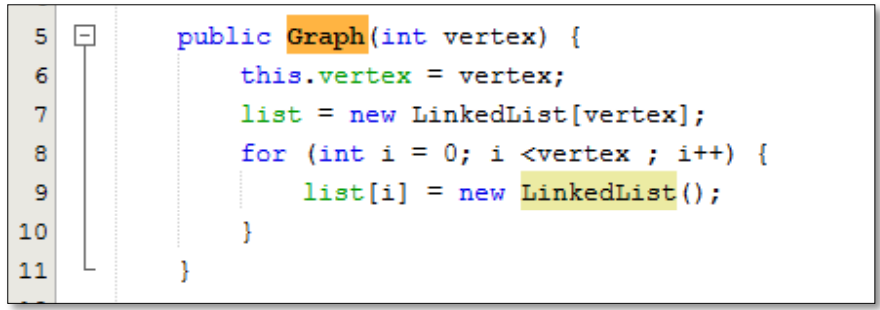 5 public Graph(int vertex) {
6 this.vertex = vertex;
7 list = new LinkedList[vertex];
8 for (int i = 0; i <vertex ; i++) {
9 list[i] = new LinkedList();
10 }
11 }